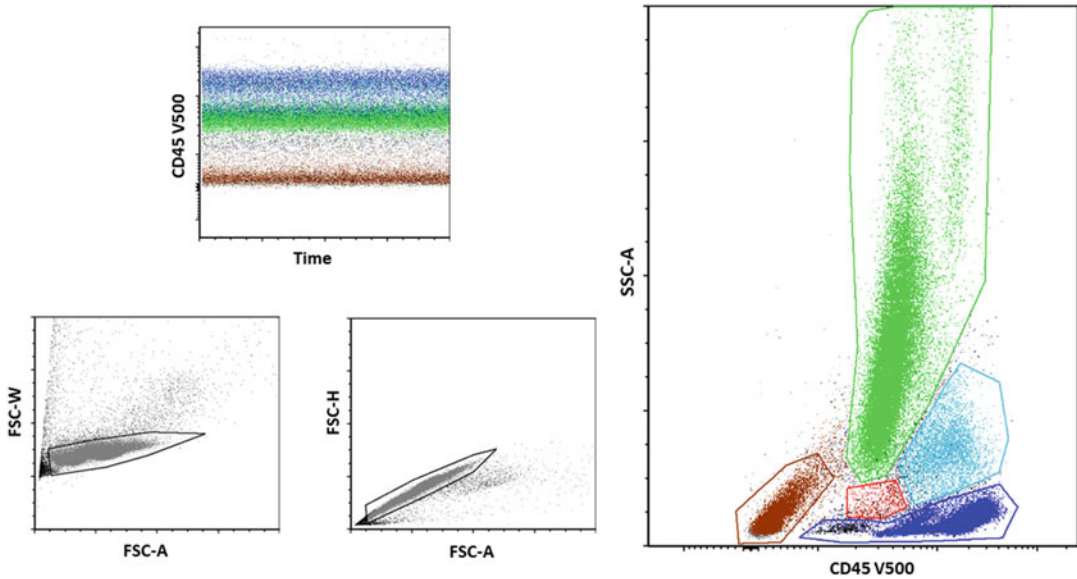 CD45 V500
Time
FSC-W
FSC-A
FSC-H
FSC-A
SSC-A
CD45 V500